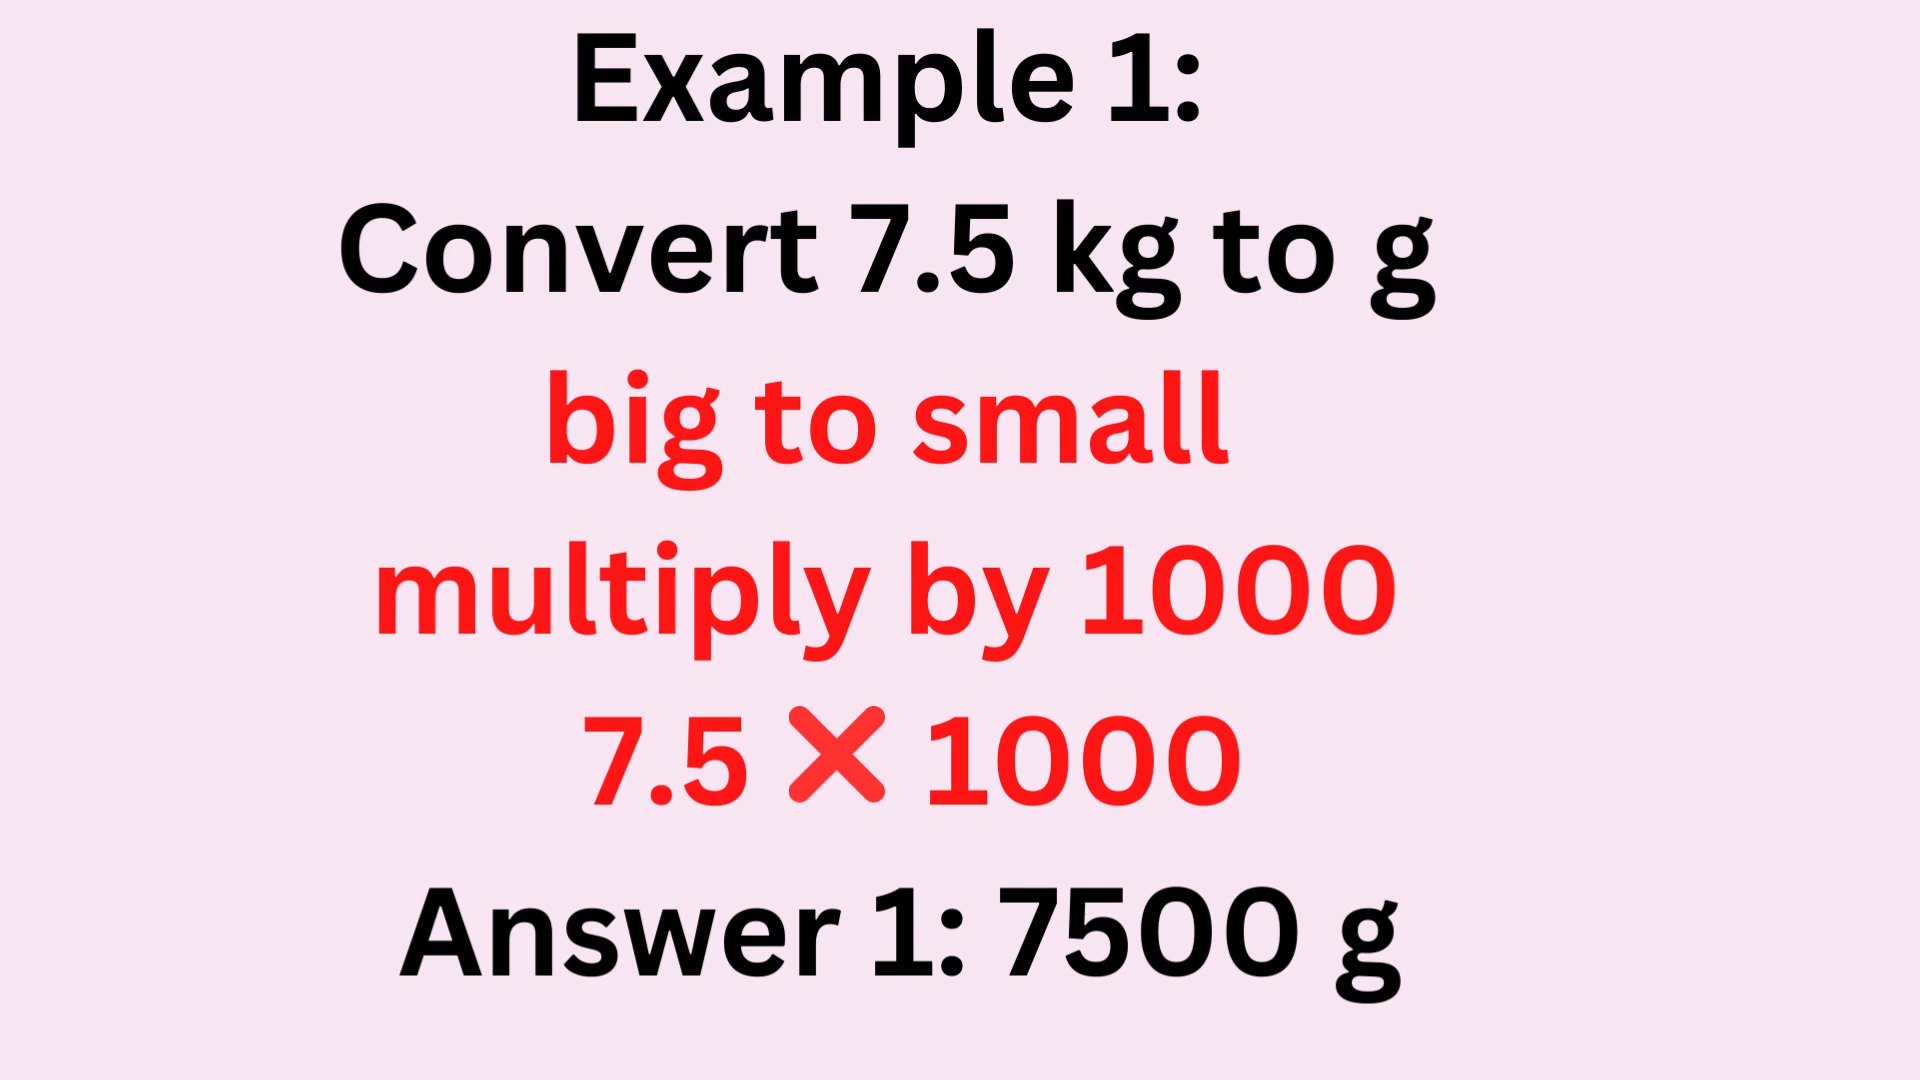 Example 1:
Convert 7.5 kg to g
big to small
multiply by 1000
7.5 ❌ 1000
Answer 1: 7500 g